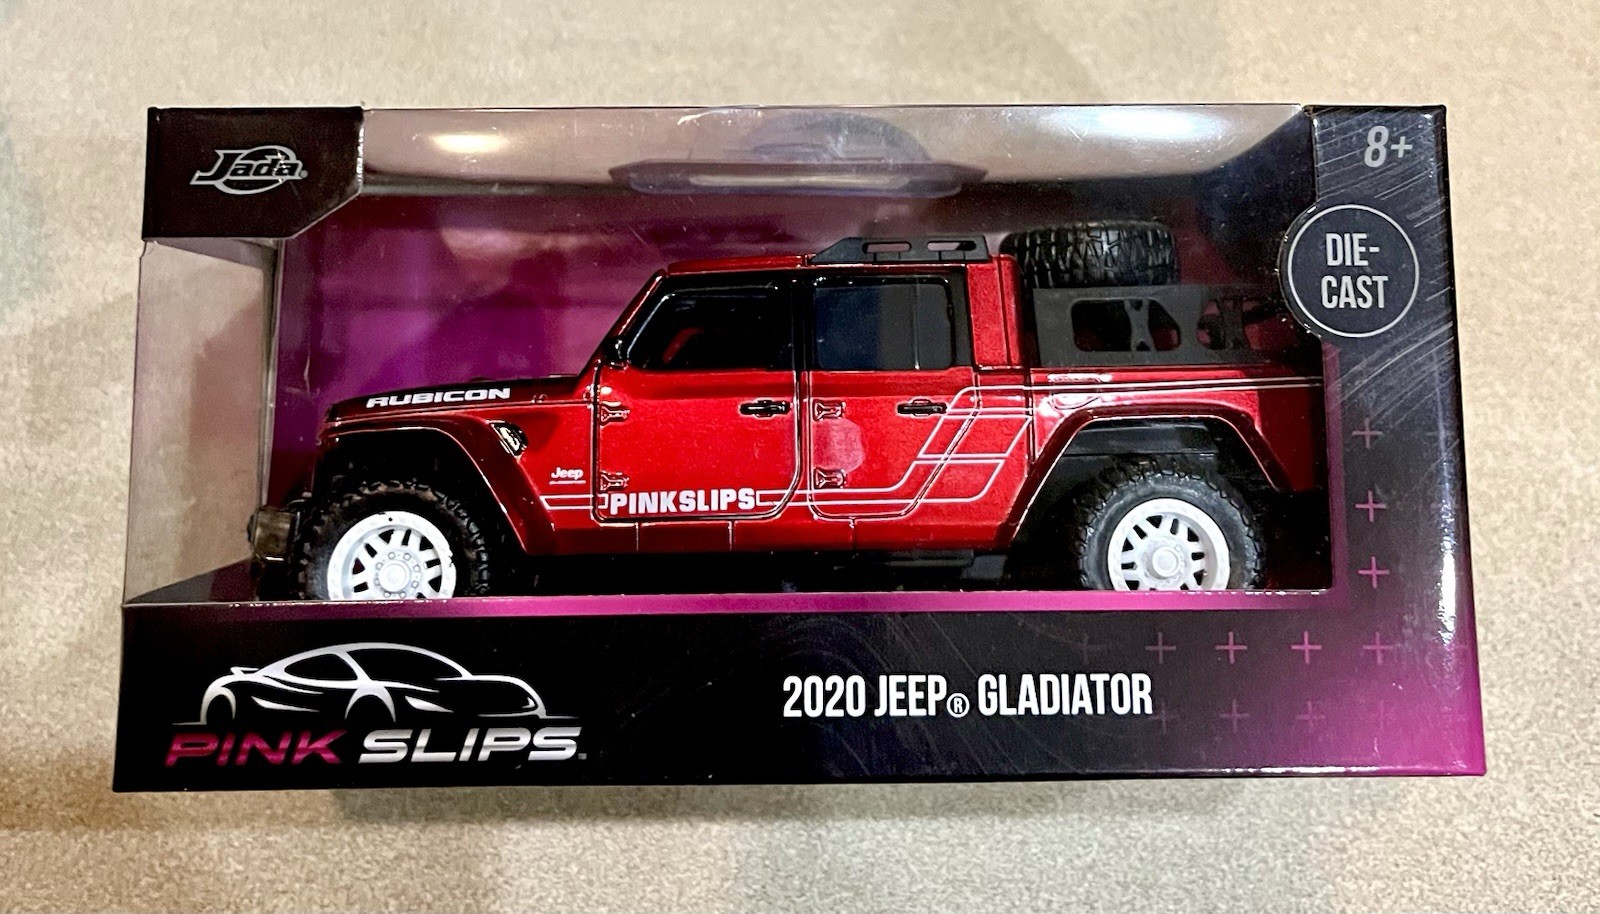 Jada
8+
DIE-
CAST
RUBICON
Jeep
PINKSLIPS
PINK SLIPS
2020 JEEP® GLADIATOR